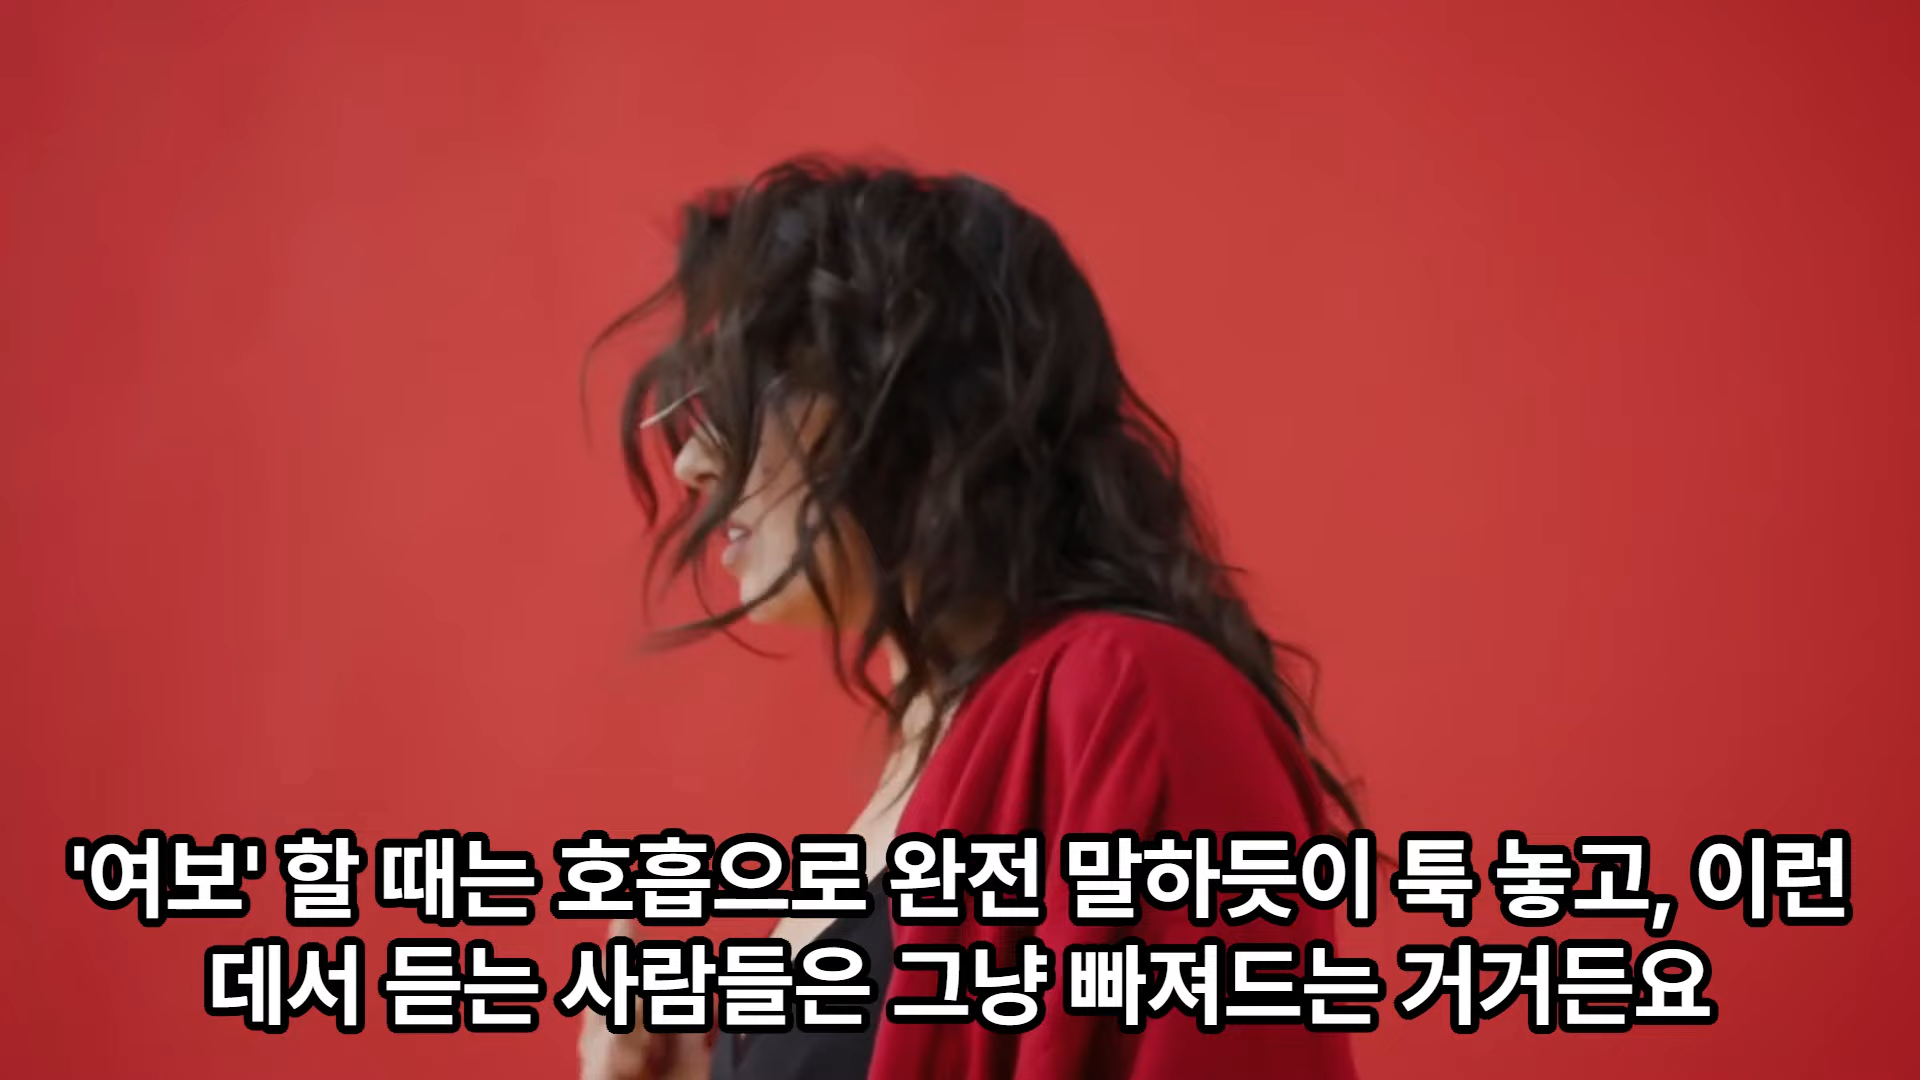 '여보' 할 때는 호흡으로 완전 말하듯이 툭 놓고, 이런
데서 듣는 사람들은 그냥 빠져드는 거거든요